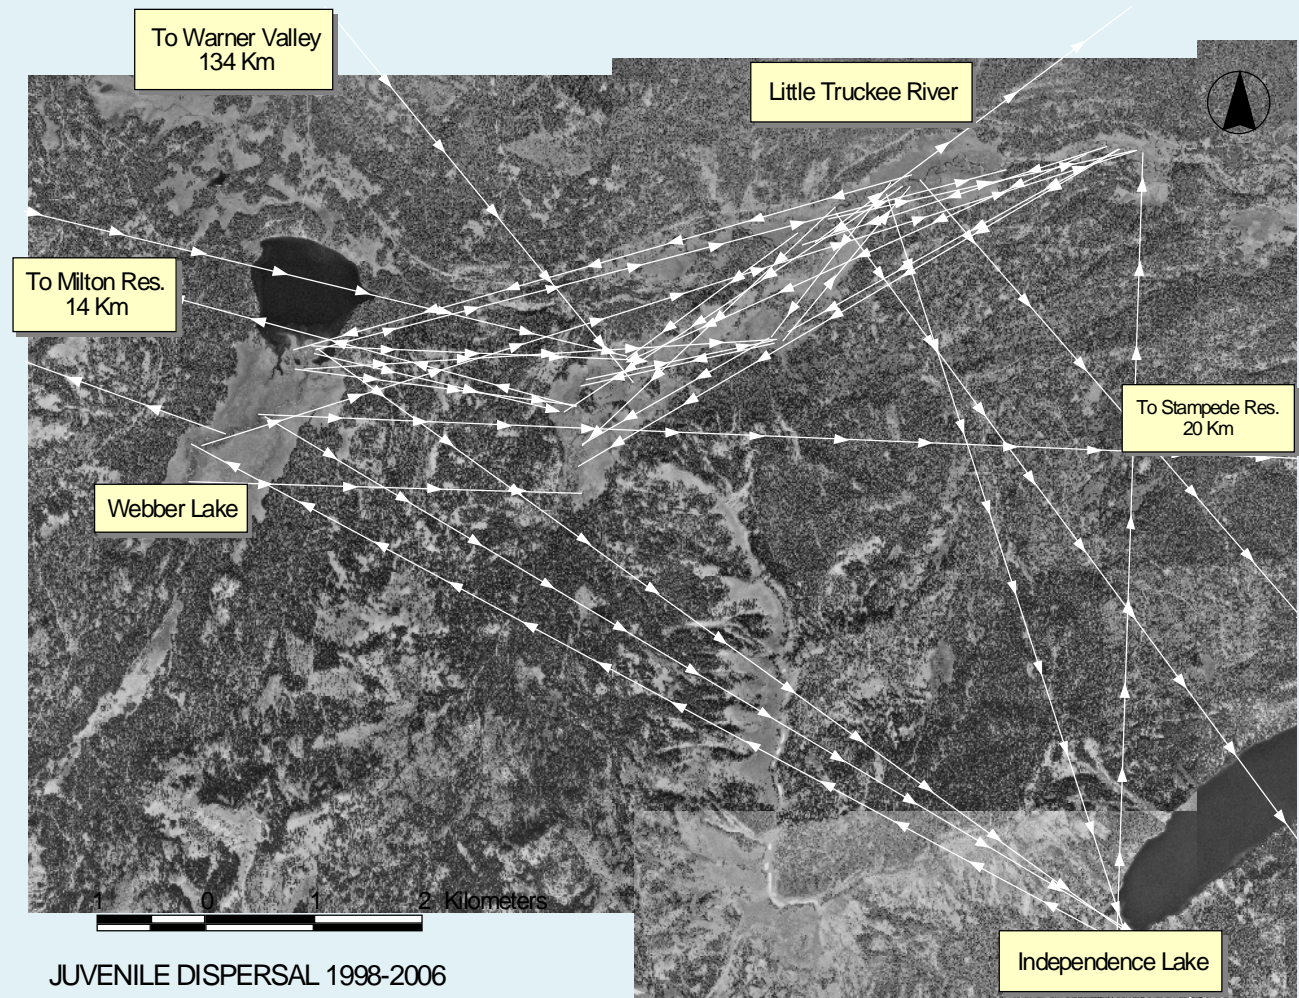 To Warner Valley
134 Km
Little Truckee River
To Milton Res.
14 Km
To Stampede Res.
20 Km
Webber Lake
1 0 1 2 Kilometers
Independence Lake
JUVENILE DISPERSAL 1998-2006